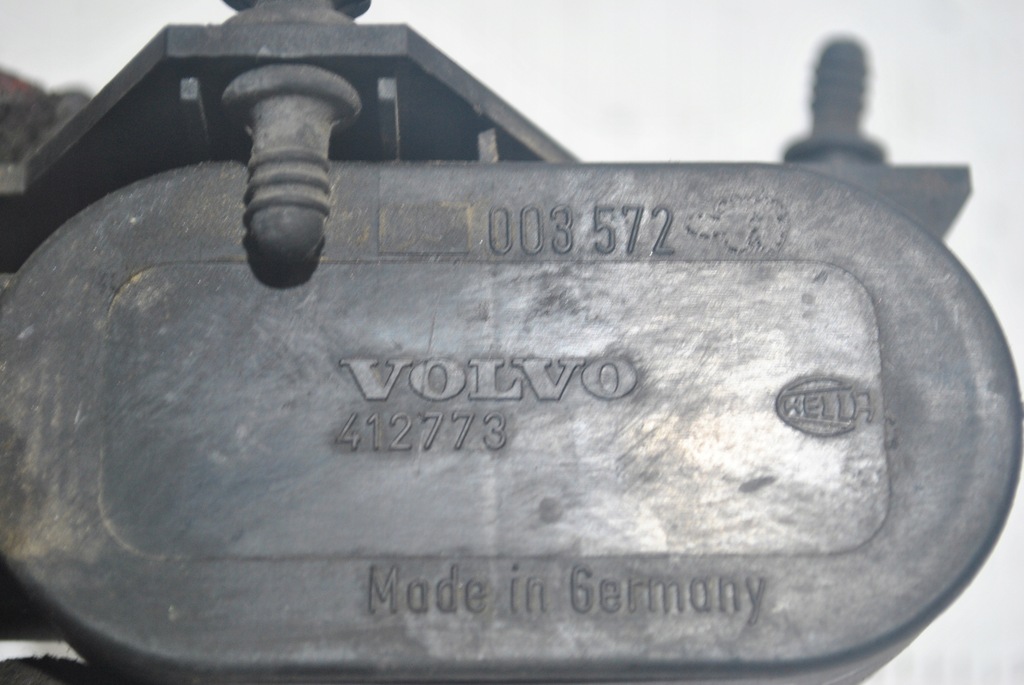 003 572
VOLVO
412773
HELLA
Made in Germany